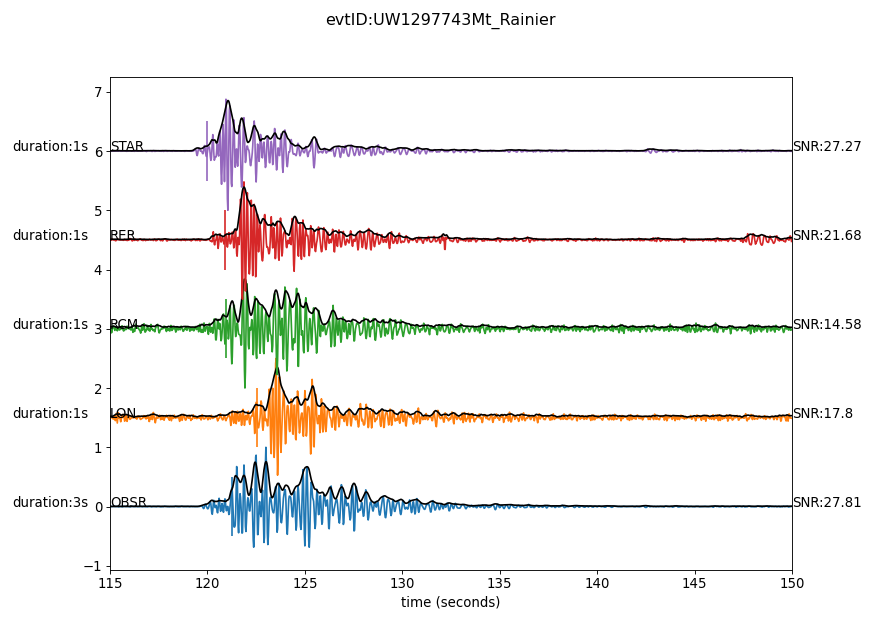 evtID:UW1297743Mt_Rainier
7
duration:1s STAR 6 SNR:27.27
5
duration:1s RER SNR:21.68
4
duration:1s RCM 3 SNR:14.58
2
duration:1s LON SNR:17.8
1
duration:3s OBSR 0 SNR:27.81
−1
115 120 125 130 135 140 145 150
time (seconds)